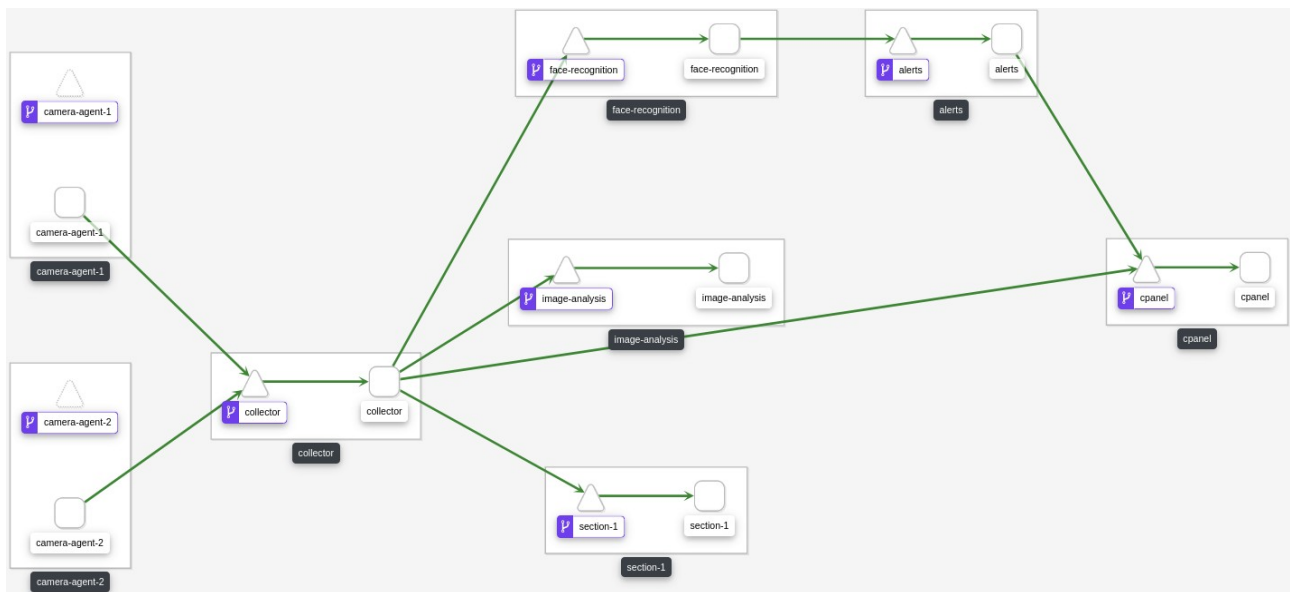 camera-agent-1
camera-agent-1
camera-agent-1
camera-agent-2
camera-agent-2
camera-agent-2
collector
collector
collector
face-recognition
face-recognition
face-recognition
alerts
alerts
alerts
image-analysis
image-analysis
image-analysis
section-1
section-1
section-1
cpanel
cpanel
cpanel